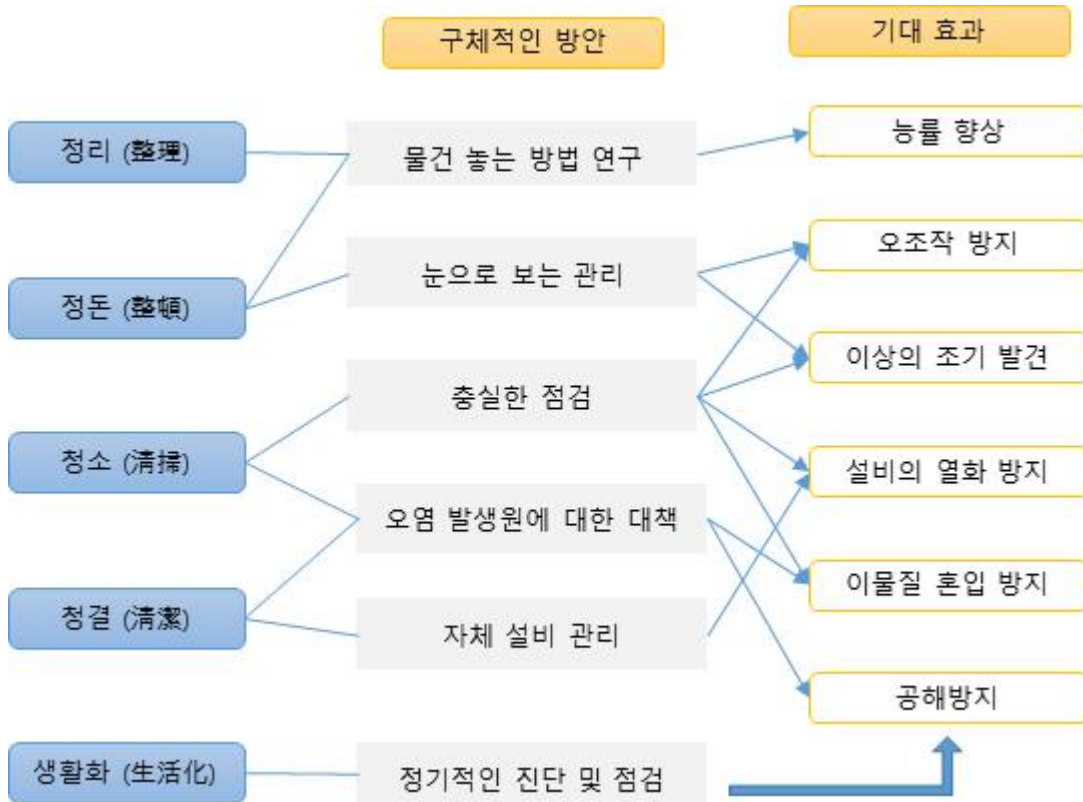 구체적인 방안
기대 효과
정리 (整理)
물건 놓는 방법 연구
능률 향상
정돈 (整頓)
눈으로 보는 관리
오조작 방지
충실한 점검
이상의 조기 발견
청소 (淸掃)
오염 발생원에 대한 대책
설비의 열화 방지
청결 (淸潔)
자체 설비 관리
이물질 혼입 방지
공해방지
생활화 (生活化)
정기적인 진단 및 점검